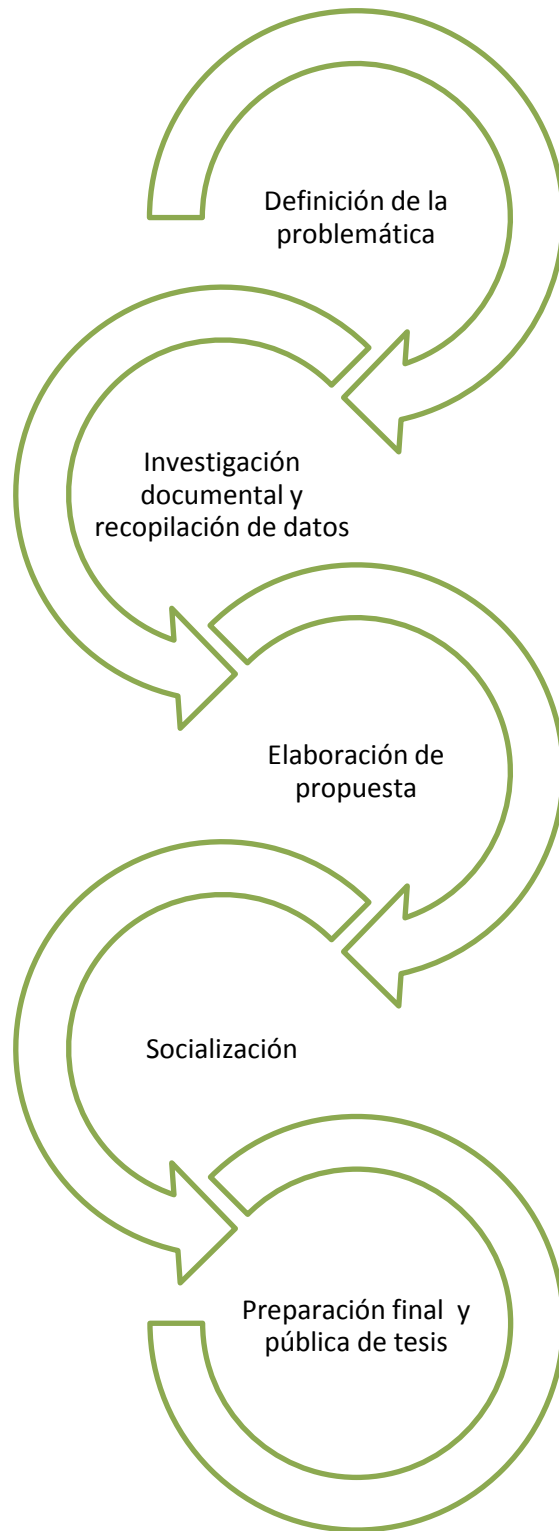 Definición de la
problemática
Investigación
documental y
recopilación de datos
Elaboración de
propuesta
Socialización
Preparación final  y
pública de tesis